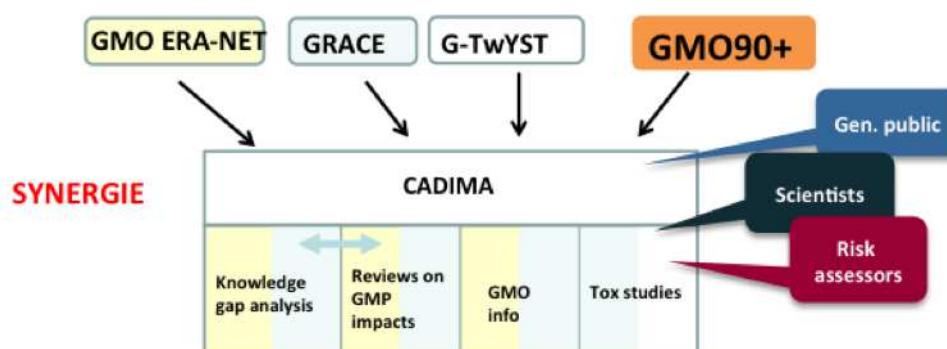 GMO ERA-NET
GRACE
G-TwYST
GMO90+
Gen. public
SYNERGIE
CADIMA
Scientists
Risk
assessors
Knowledge
gap analysis
Reviews on
GMP
impacts
GMO
info
Tox studies